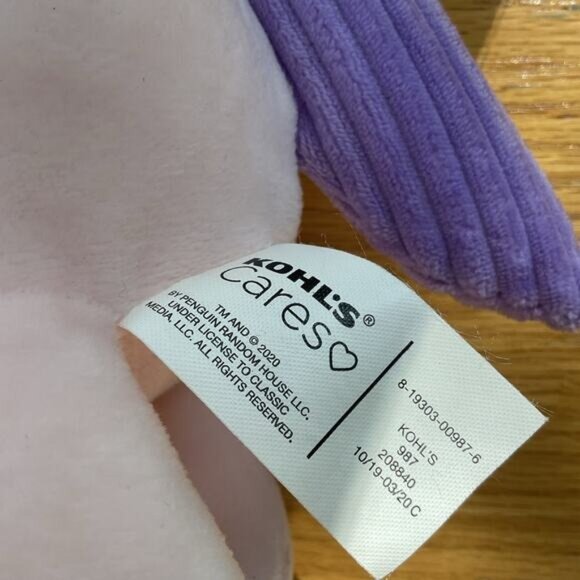 KOHL'S®
cares♡
TM AND © 2020
BY PENGUIN RANDOM HOUSE LLC.
UNDER LICENSE TO CLASSIC
MEDIA, LLC. ALL RIGHTS RESERVED.
8-19303-00987-6
KOHL'S
987
208840
10/19-03/20 C